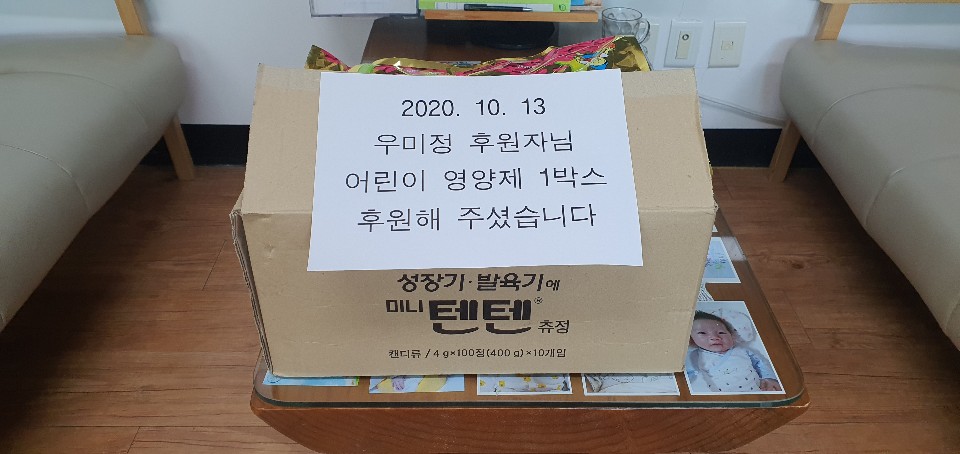 2020. 10. 13
우미정 후원자님
어린이 영양제 1박스
후원해 주셨습니다
성장기·발육기에
미니 텐텐® 츄정
캔디류 / 4 g×100정(400 g)×10개입